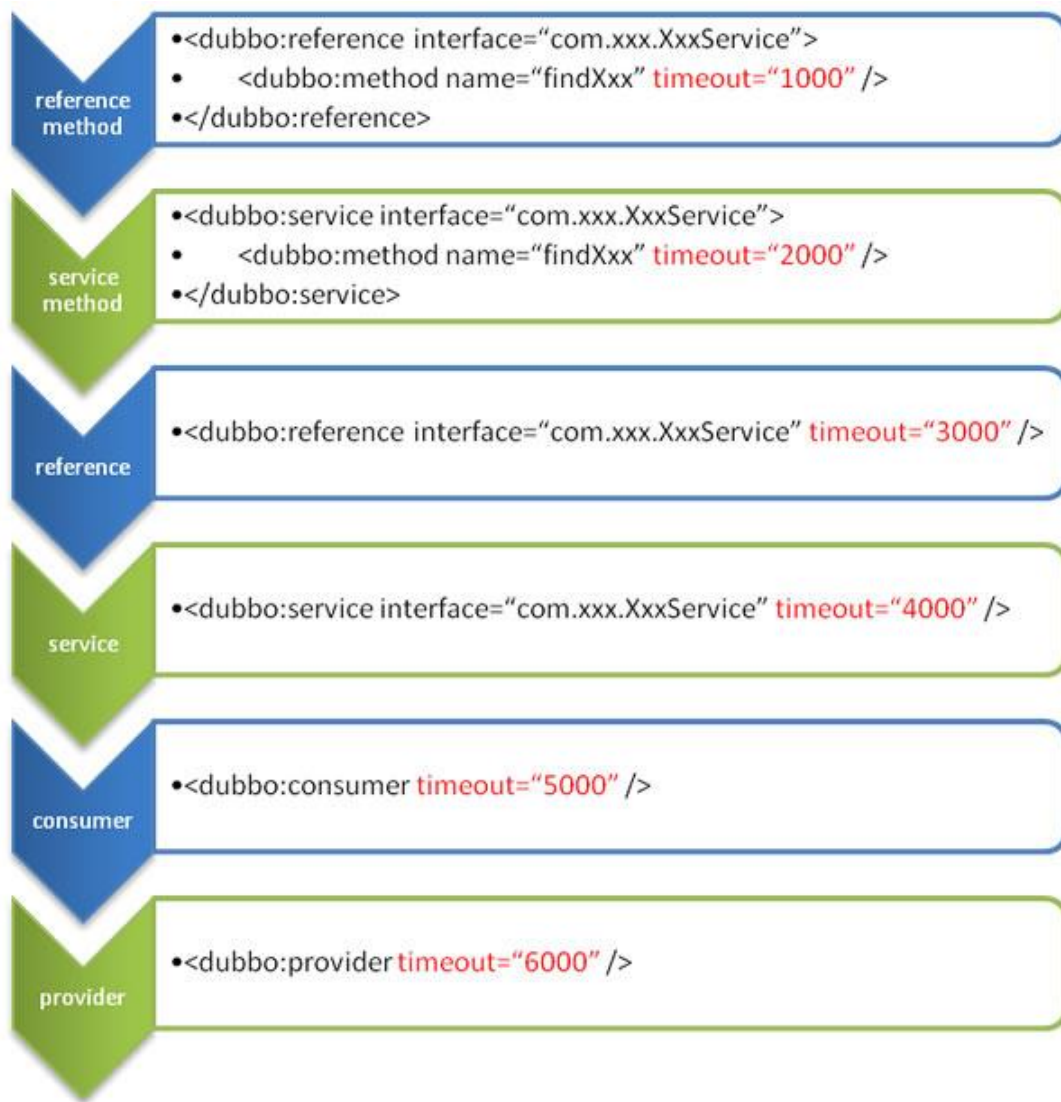 reference
method
•<dubbo:reference interface=“com.xxx.XxxService”>
• <dubbo:method name=“findXxx” timeout=“1000” />
•</dubbo:reference>
service
method
•<dubbo:service interface=“com.xxx.XxxService”>
• <dubbo:method name=“findXxx” timeout=“2000” />
•</dubbo:service>
reference
•<dubbo:reference interface=“com.xxx.XxxService” timeout=“3000” />
service
•<dubbo:service interface=“com.xxx.XxxService” timeout=“4000” />
consumer
•<dubbo:consumer timeout=“5000” />
provider
•<dubbo:provider timeout=“6000” />